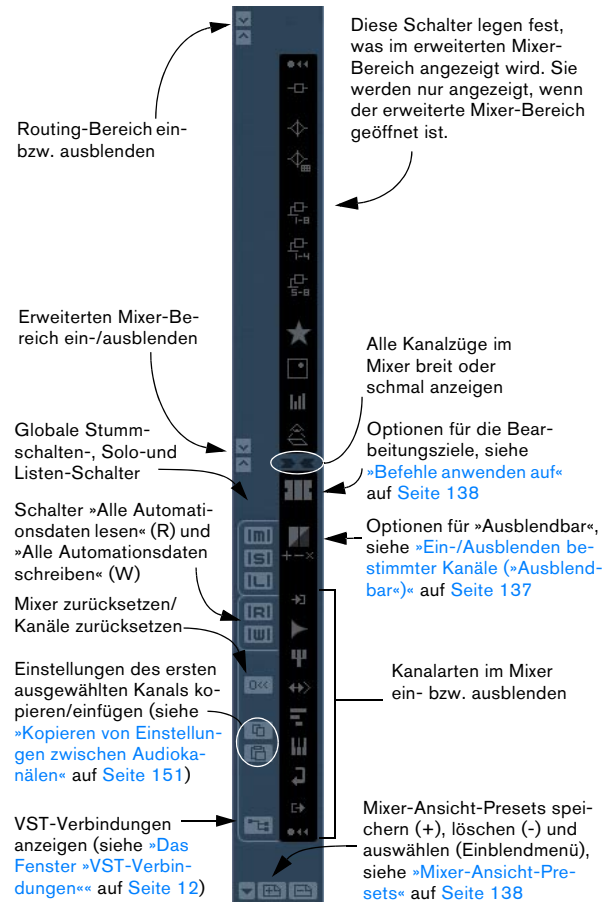 Diese Schalter legen fest,
was im erweiterten Mixer-
Bereich angezeigt wird. Sie
werden nur angezeigt, wenn
der erweiterte Mixer-Bereich
geöffnet ist.
Routing-Bereich ein-
bzw. ausblenden
1-8
1-4
5-8
Erweiterten Mixer-Be-
reich ein-/ausblenden
Alle Kanalzüge im
Mixer breit oder
schmal anzeigen
Globale Stumm-
schalten-, Solo-und
Listen-Schalter
Optionen für die Bear-
beitungsziele, siehe
»Befehle anwenden auf«
auf Seite 138
Schalter »Alle Automati-
onsdaten lesen« (R) und
»Alle Automationsdaten
schreiben« (W)
M
S
L
R
W
Optionen für »Ausblendbar«,
siehe »Ein-/Ausblenden be-
stimmter Kanäle (»Ausblend-
bar«)« auf Seite 137
Mixer zurücksetzen/
Kanäle zurücksetzen
0<<
Einstellungen des ersten
ausgewählten Kanals ko-
pieren/einfügen (siehe
»Kopieren von Einstellun-
gen zwischen Audioka-
nälen« auf Seite 151)
Kanalarten im Mixer
ein- bzw. ausblenden
VST-Verbindungen
anzeigen (siehe »Das
Fenster »VST-Verbin-
dungen«« auf Seite 12)
Mixer-Ansicht-Presets spei-
chern (+), löschen (-) und
auswählen (Einblendmenü),
siehe »Mixer-Ansicht-Pre-
sets« auf Seite 138